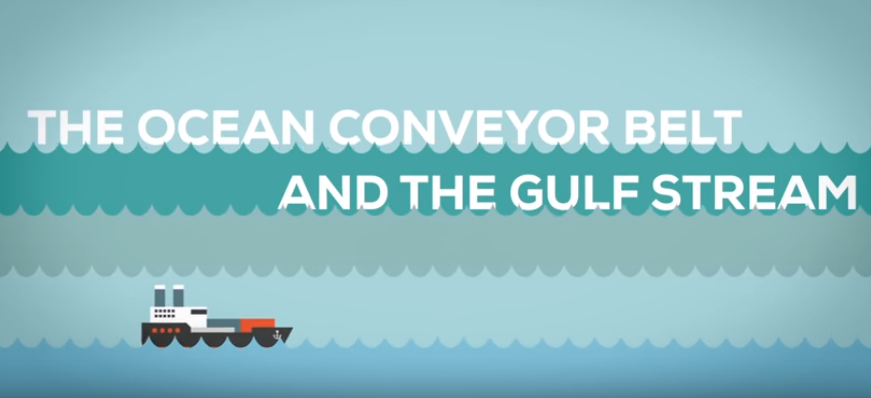 THE OCEAN CONVEYOR BELT
AND THE GULF STREAM